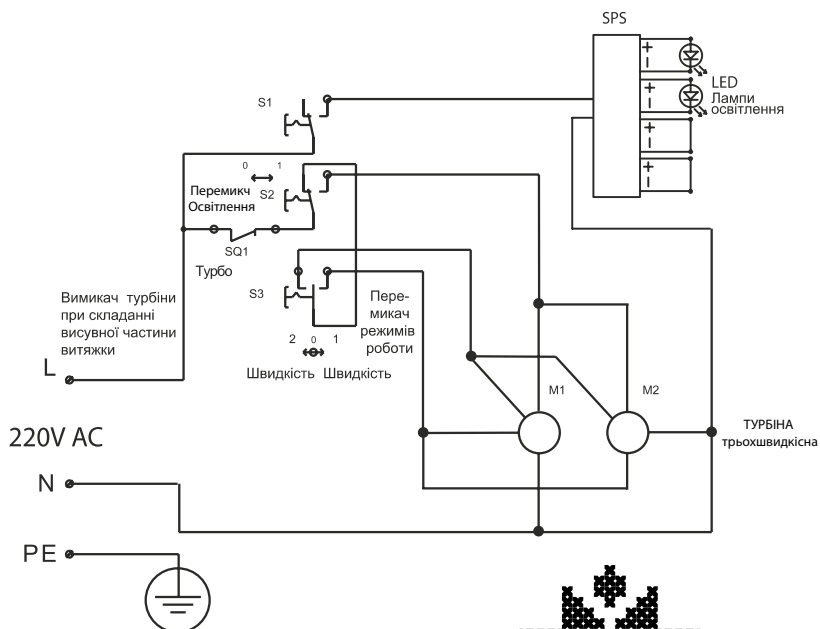 SPS
LED
Лампи
освітлення
S1
0 1
Перемикч
Освітлення
S2
SQ1
Турбо
S3
Пере-
микач
режимів
роботи
2 0 1
Швидкість Швидкість
Вимикач турбіни
при складанні
висувної частини
витяжки
L
220V AC
N
PE
M1
M2
ТУРБІНА
трьохшвидкісна